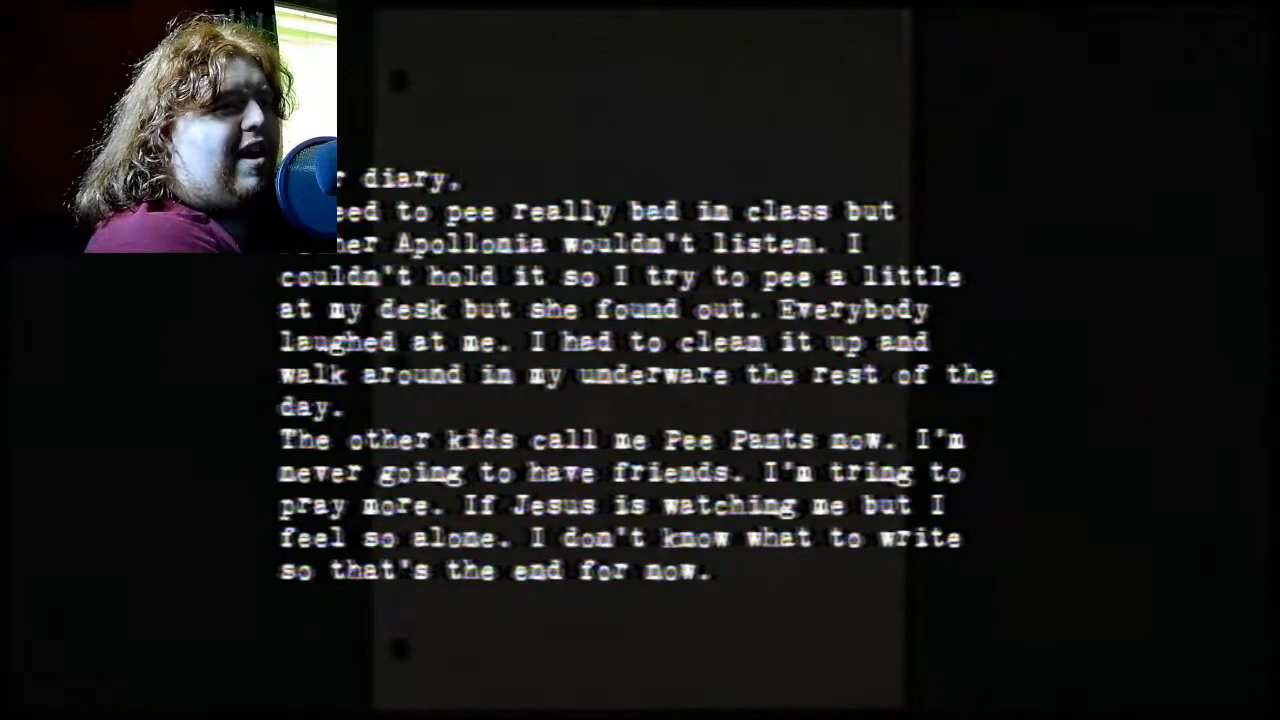 diary.
to pee really bad in class but
Apollonia wouldn't listen. I
couldn't hold it so I try to pee a little
at my desk but she found out. Everybody
laughed at me. I had to clean it up and
walk around in my underware the rest of the
day.
The other kids call me Pee Pants now. I'm
never going to have friends. I'm tring to
pray more. If Jesus is watching me but I
feel so alone. I don't know what to write
so that's the end for now.